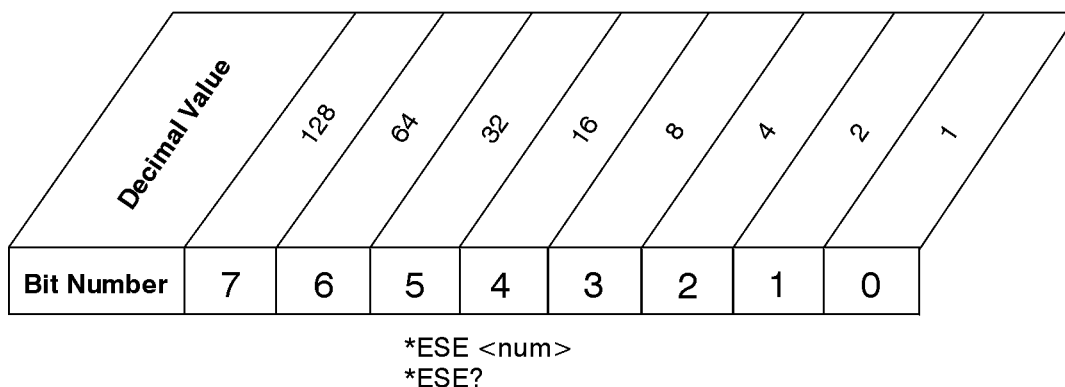 Decimal Value 128 64 32 16 8 4 2 1
Bit Number 7 6 5 4 3 2 1 0
*ESE <num>
*ESE?